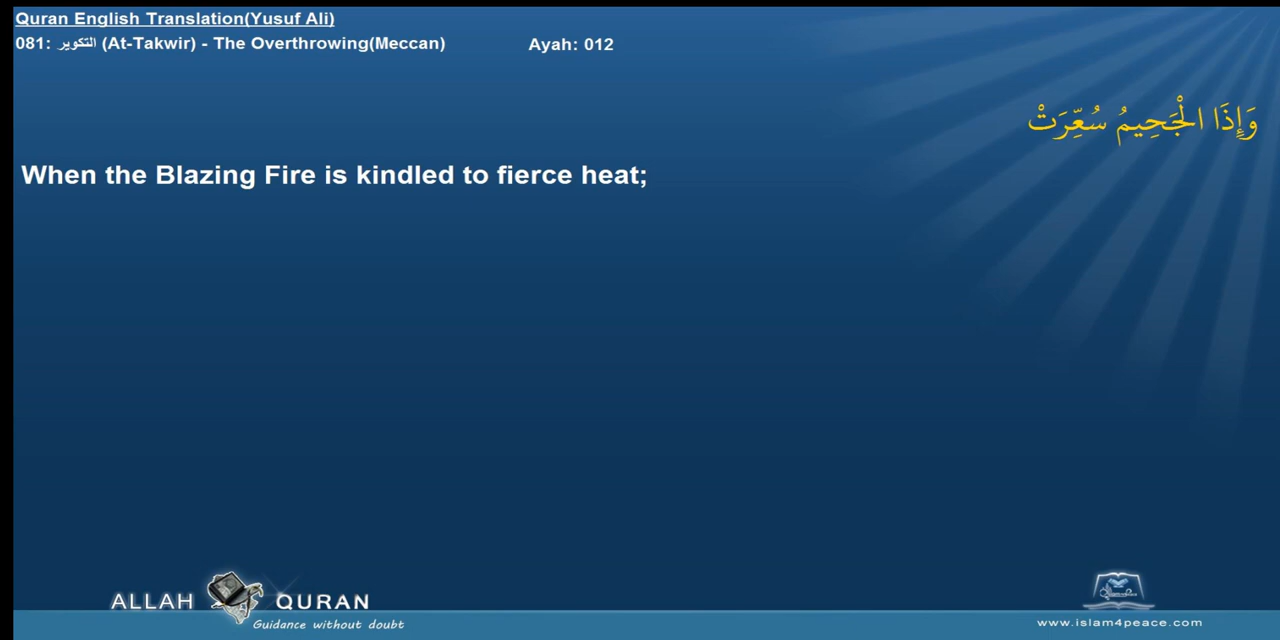 Quran English Translation(Yusuf Ali)
081: التكوير (At-Takwir) - The Overthrowing(Meccan) Ayah: 012
وَإِذَا الْجَحِيمُ سُعِّرَتْ
When the Blazing Fire is kindled to fierce heat;
ALLAH QURAN
Guidance without doubt
www.islam4peace.com